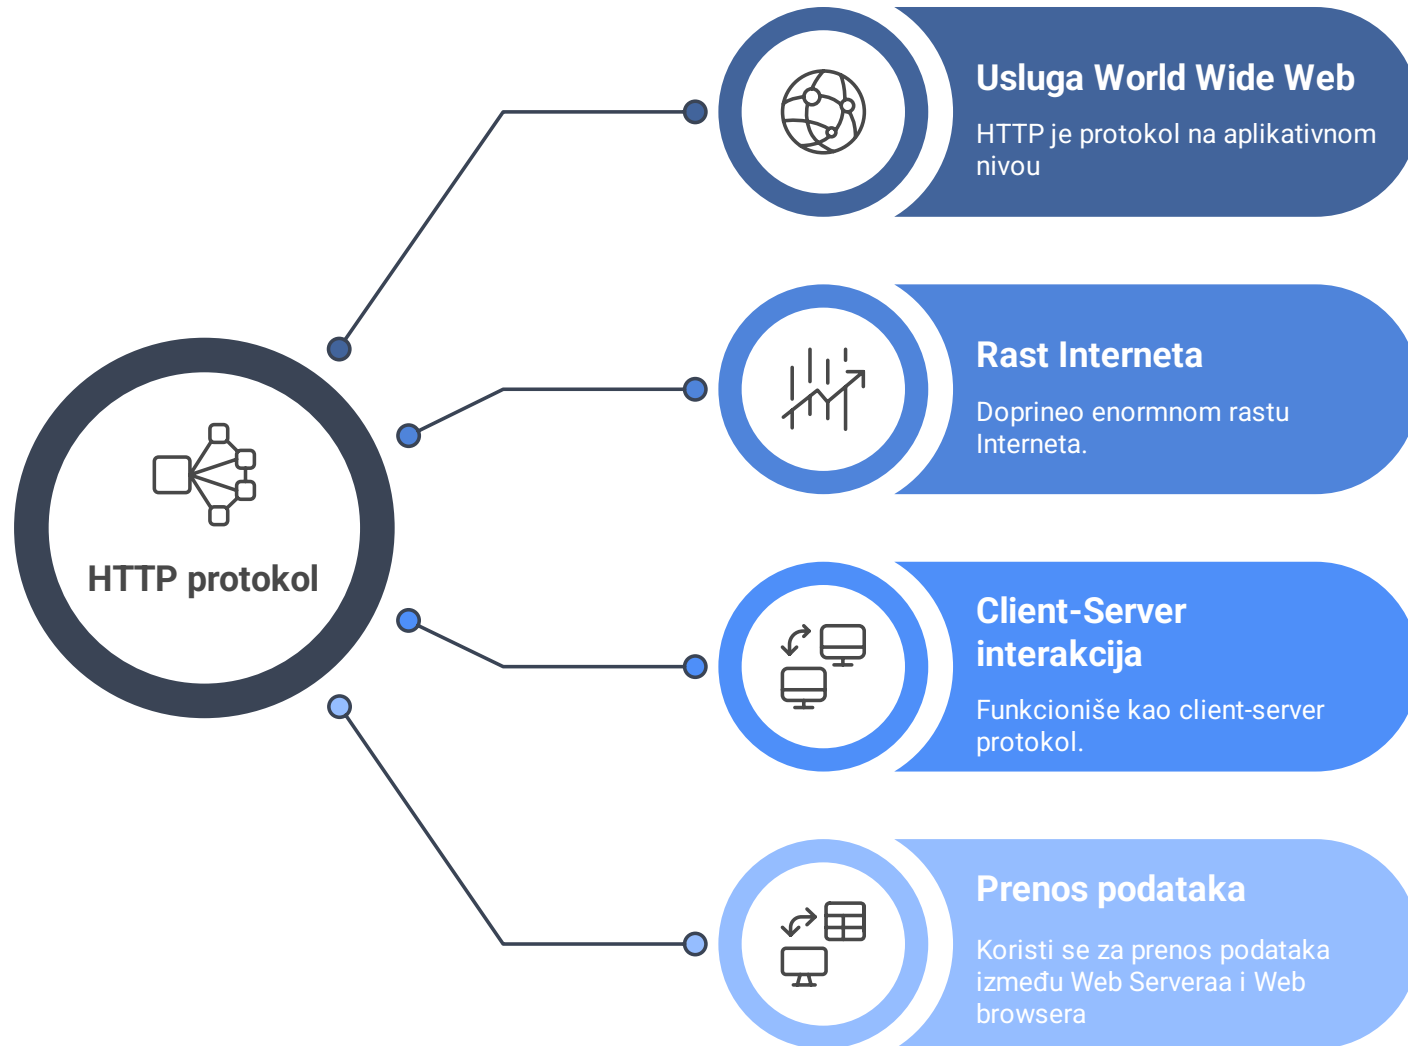 HTTP protokol
Usluga World Wide Web
HTTP je protokol na aplikativnom
nivou
Rast Interneta
Doprineo enormnom rastu
Interneta.
Client-Server
interakcija
Funkcioniše kao client-server
protokol.
Prenos podataka
Koristi se za prenos podataka
između Web Serveraa i Web
browsera